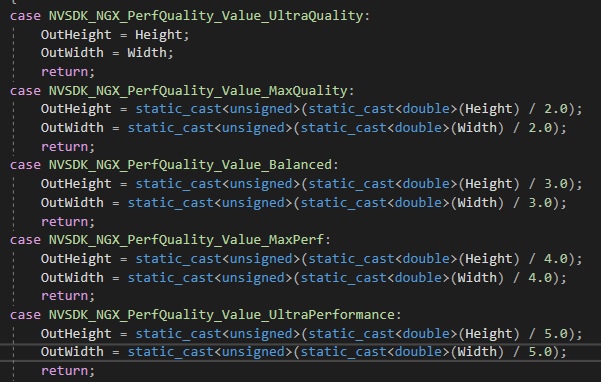 case NVSDK_NGX_PerfQuality_Value_UltraQuality:
OutHeight = Height;
OutWidth = Width;
return;
case NVSDK_NGX_PerfQuality_Value_MaxQuality:
OutHeight = static_cast<unsigned>(static_cast<double>(Height) / 2.0);
OutWidth = static_cast<unsigned>(static_cast<double>(Width) / 2.0);
return;
case NVSDK_NGX_PerfQuality_Value_Balanced:
OutHeight = static_cast<unsigned>(static_cast<double>(Height) / 3.0);
OutWidth = static_cast<unsigned>(static_cast<double>(Width) / 3.0);
return;
case NVSDK_NGX_PerfQuality_Value_MaxPerf:
OutHeight = static_cast<unsigned>(static_cast<double>(Height) / 4.0);
OutWidth = static_cast<unsigned>(static_cast<double>(Width) / 4.0);
return;
case NVSDK_NGX_PerfQuality_Value_UltraPerformance:
OutHeight = static_cast<unsigned>(static_cast<double>(Height) / 5.0);
OutWidth = static_cast<unsigned>(static_cast<double>(Width) / 5.0);
return;